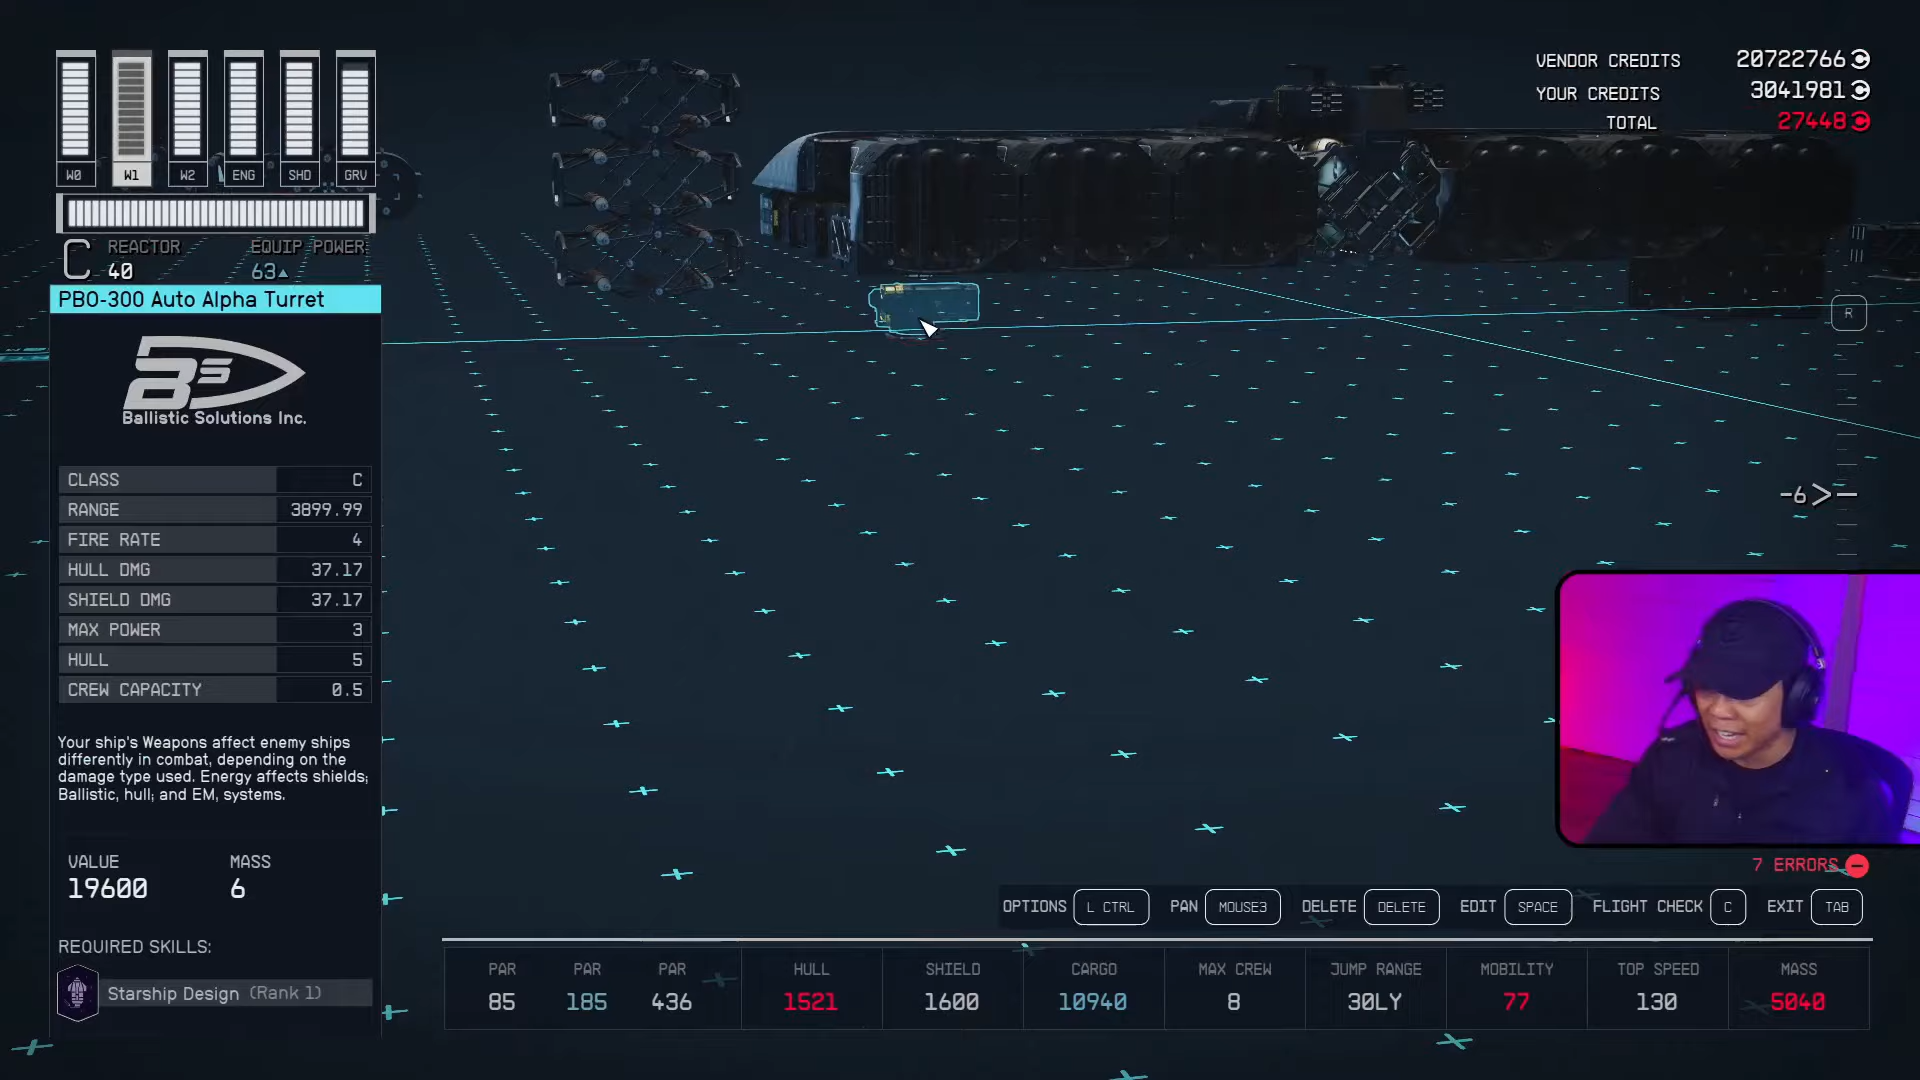 VENDOR CREDITS 20722766
YOUR CREDITS 3041981
TOTAL 27448
W0 W1 W2 ENG SHD GRV
C REACTOR 40
EQUIP POWER 63
PBO-300 Auto Alpha Turret
BS
Ballistic Solutions Inc.
CLASS C
RANGE 3899.99
FIRE RATE 4
HULL DMG 37.17
SHIELD DMG 37.17
MAX POWER 3
HULL 5
CREW CAPACITY 0.5
Your ship's Weapons affect enemy ships
differently in combat, depending on the
damage type used. Energy affects shields;
Ballistic, hull; and EM, systems.
VALUE MASS
19600 6
REQUIRED SKILLS:
Starship Design (Rank 1)
R
-6
7 ERRORS
OPTIONS L CTRL PAN MOUSE3 DELETE DELETE EDIT SPACE FLIGHT CHECK C EXIT TAB
PAR PAR PAR HULL SHIELD CARGO MAX CREW JUMP RANGE MOBILITY TOP SPEED MASS
85 185 436 1521 1600 10940 8 30LY 77 130 5040